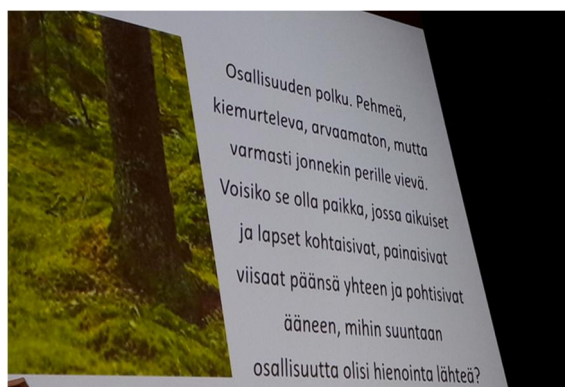 Osallisuuden polku. Pehmeä,
kiemurteleva, arvaamaton, mutta
varmasti jonnekin perille vievä.
Voisiko se olla paikka, jossa aikuiset
ja lapset kohtaisivat, painaisivat
viisaat päänsä yhteen ja pohtisivat
ääneen, mihin suuntaan
osallisuutta olisi hienointa lähteä?